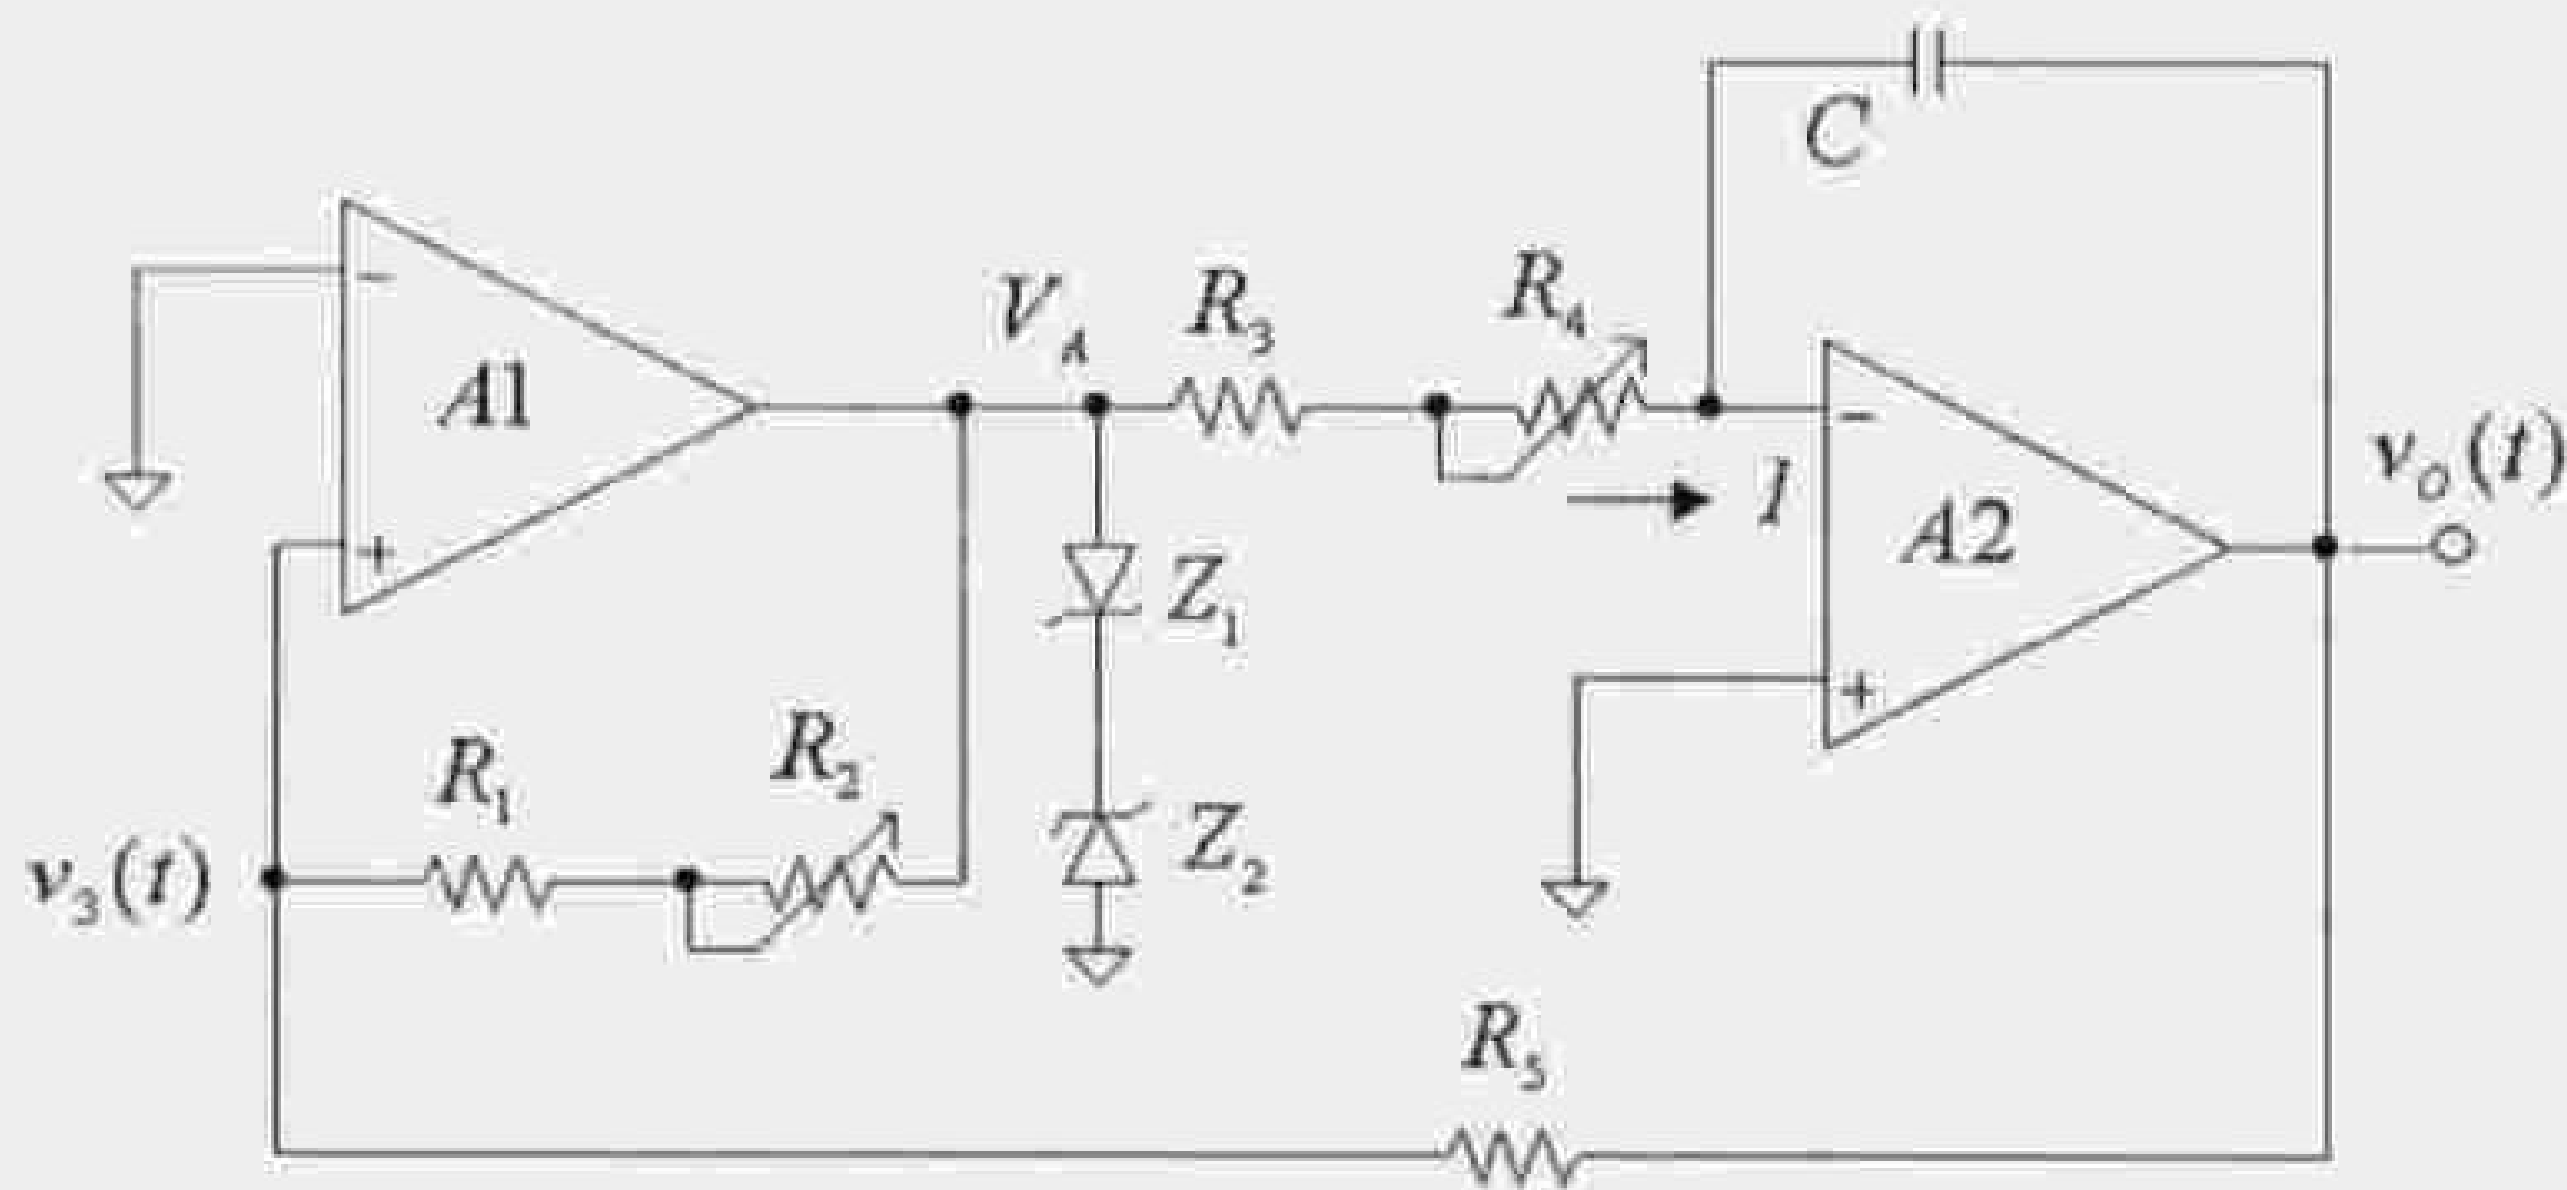 C
−
A1
+
V_A
R_3
R_4
I
−
A2
+
v_O(t)
Z_1
Z_2
R_1
R_2
v_3(t)
R_5